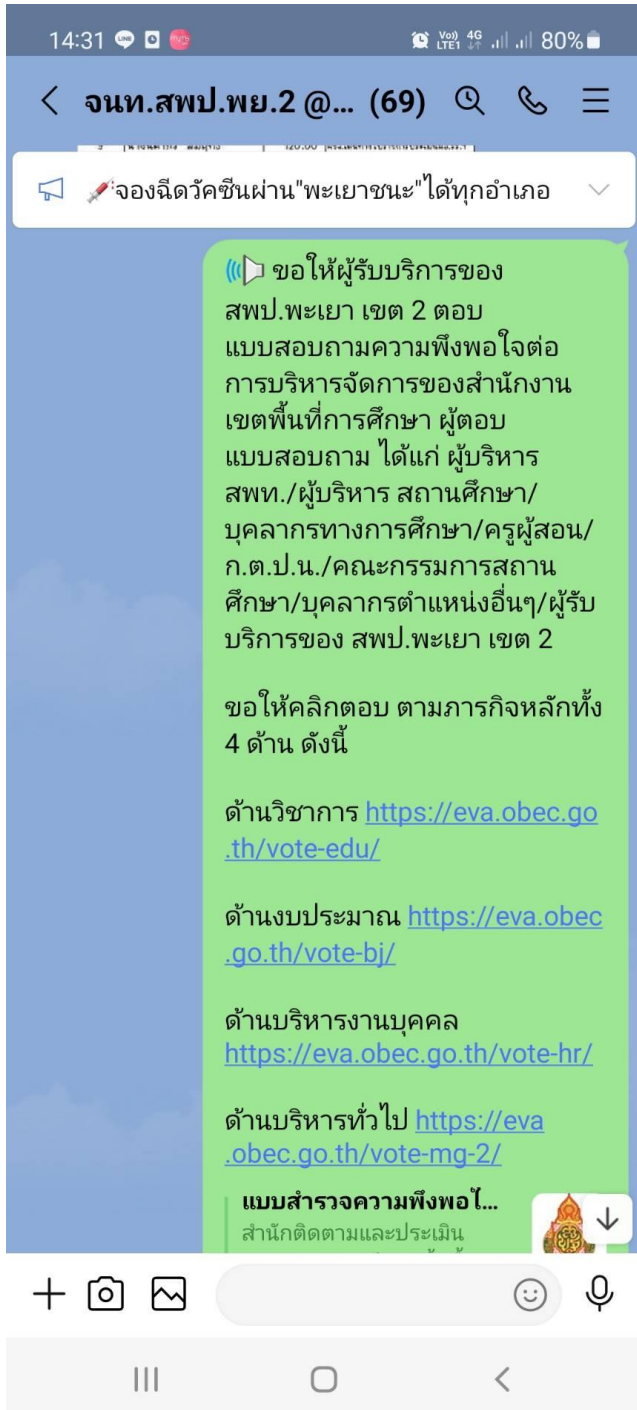 14:31 LINE Vo)) LTE1 4G 80%
จนท.สพป.พย.2 @... (69)
จองฉีดวัคซีนผ่าน"พะเยาชนะ"ได้ทุกอำเภอ
ขอให้ผู้รับบริการของ
สพป.พะเยา เขต 2 ตอบ
แบบสอบถามความพึงพอใจต่อ
การบริหารจัดการของสำนักงาน
เขตพื้นที่การศึกษา ผู้ตอบ
แบบสอบถาม ได้แก่ ผู้บริหาร
สพท./ผู้บริหาร สถานศึกษา/
บุคลากรทางการศึกษา/ครูผู้สอน/
ก.ต.ป.น./คณะกรรมการสถาน
ศึกษา/บุคลากรตำแหน่งอื่นๆ/ผู้รับ
บริการของ สพป.พะเยา เขต 2
ขอให้คลิกตอบ ตามภารกิจหลักทั้ง
4 ด้าน ดังนี้
ด้านวิชาการ https://eva.obec.go
.th/vote-edu/
ด้านงบประมาณ https://eva.obec
.go.th/vote-bj/
ด้านบริหารงานบุคคล
https://eva.obec.go.th/vote-hr/
ด้านบริหารทั่วไป https://eva
.obec.go.th/vote-mg-2/
แบบสำรวจความพึงพอใ...
สำนักติดตามและประเมิน